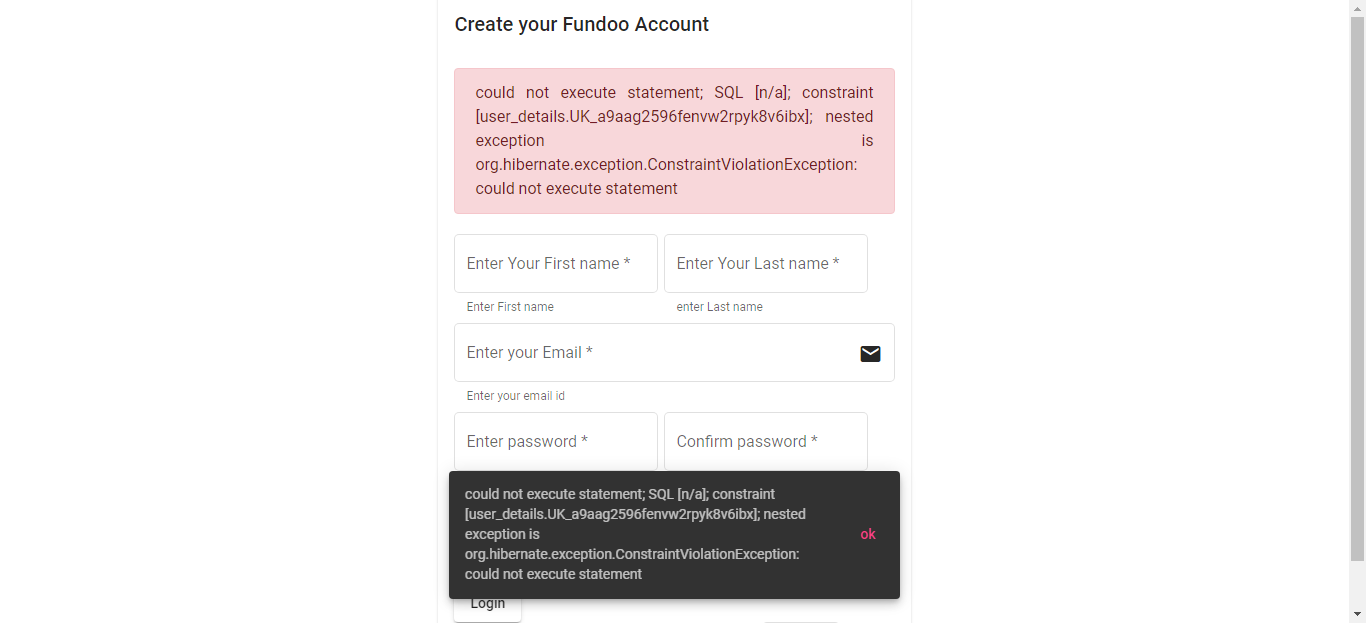 Create your Fundoo Account
could not execute statement; SQL [n/a]; constraint
[user_details.UK_a9aag2596fenvw2rpyk8v6ibx]; nested
exception is
org.hibernate.exception.ConstraintViolationException:
could not execute statement
Enter Your First name * Enter Your Last name *
Enter First name enter Last name
Enter your Email *
Enter your email id
Enter password * Confirm password *
could not execute statement; SQL [n/a]; constraint
[user_details.UK_a9aag2596fenvw2rpyk8v6ibx]; nested
exception is
org.hibernate.exception.ConstraintViolationException:
could not execute statement
ok
Login